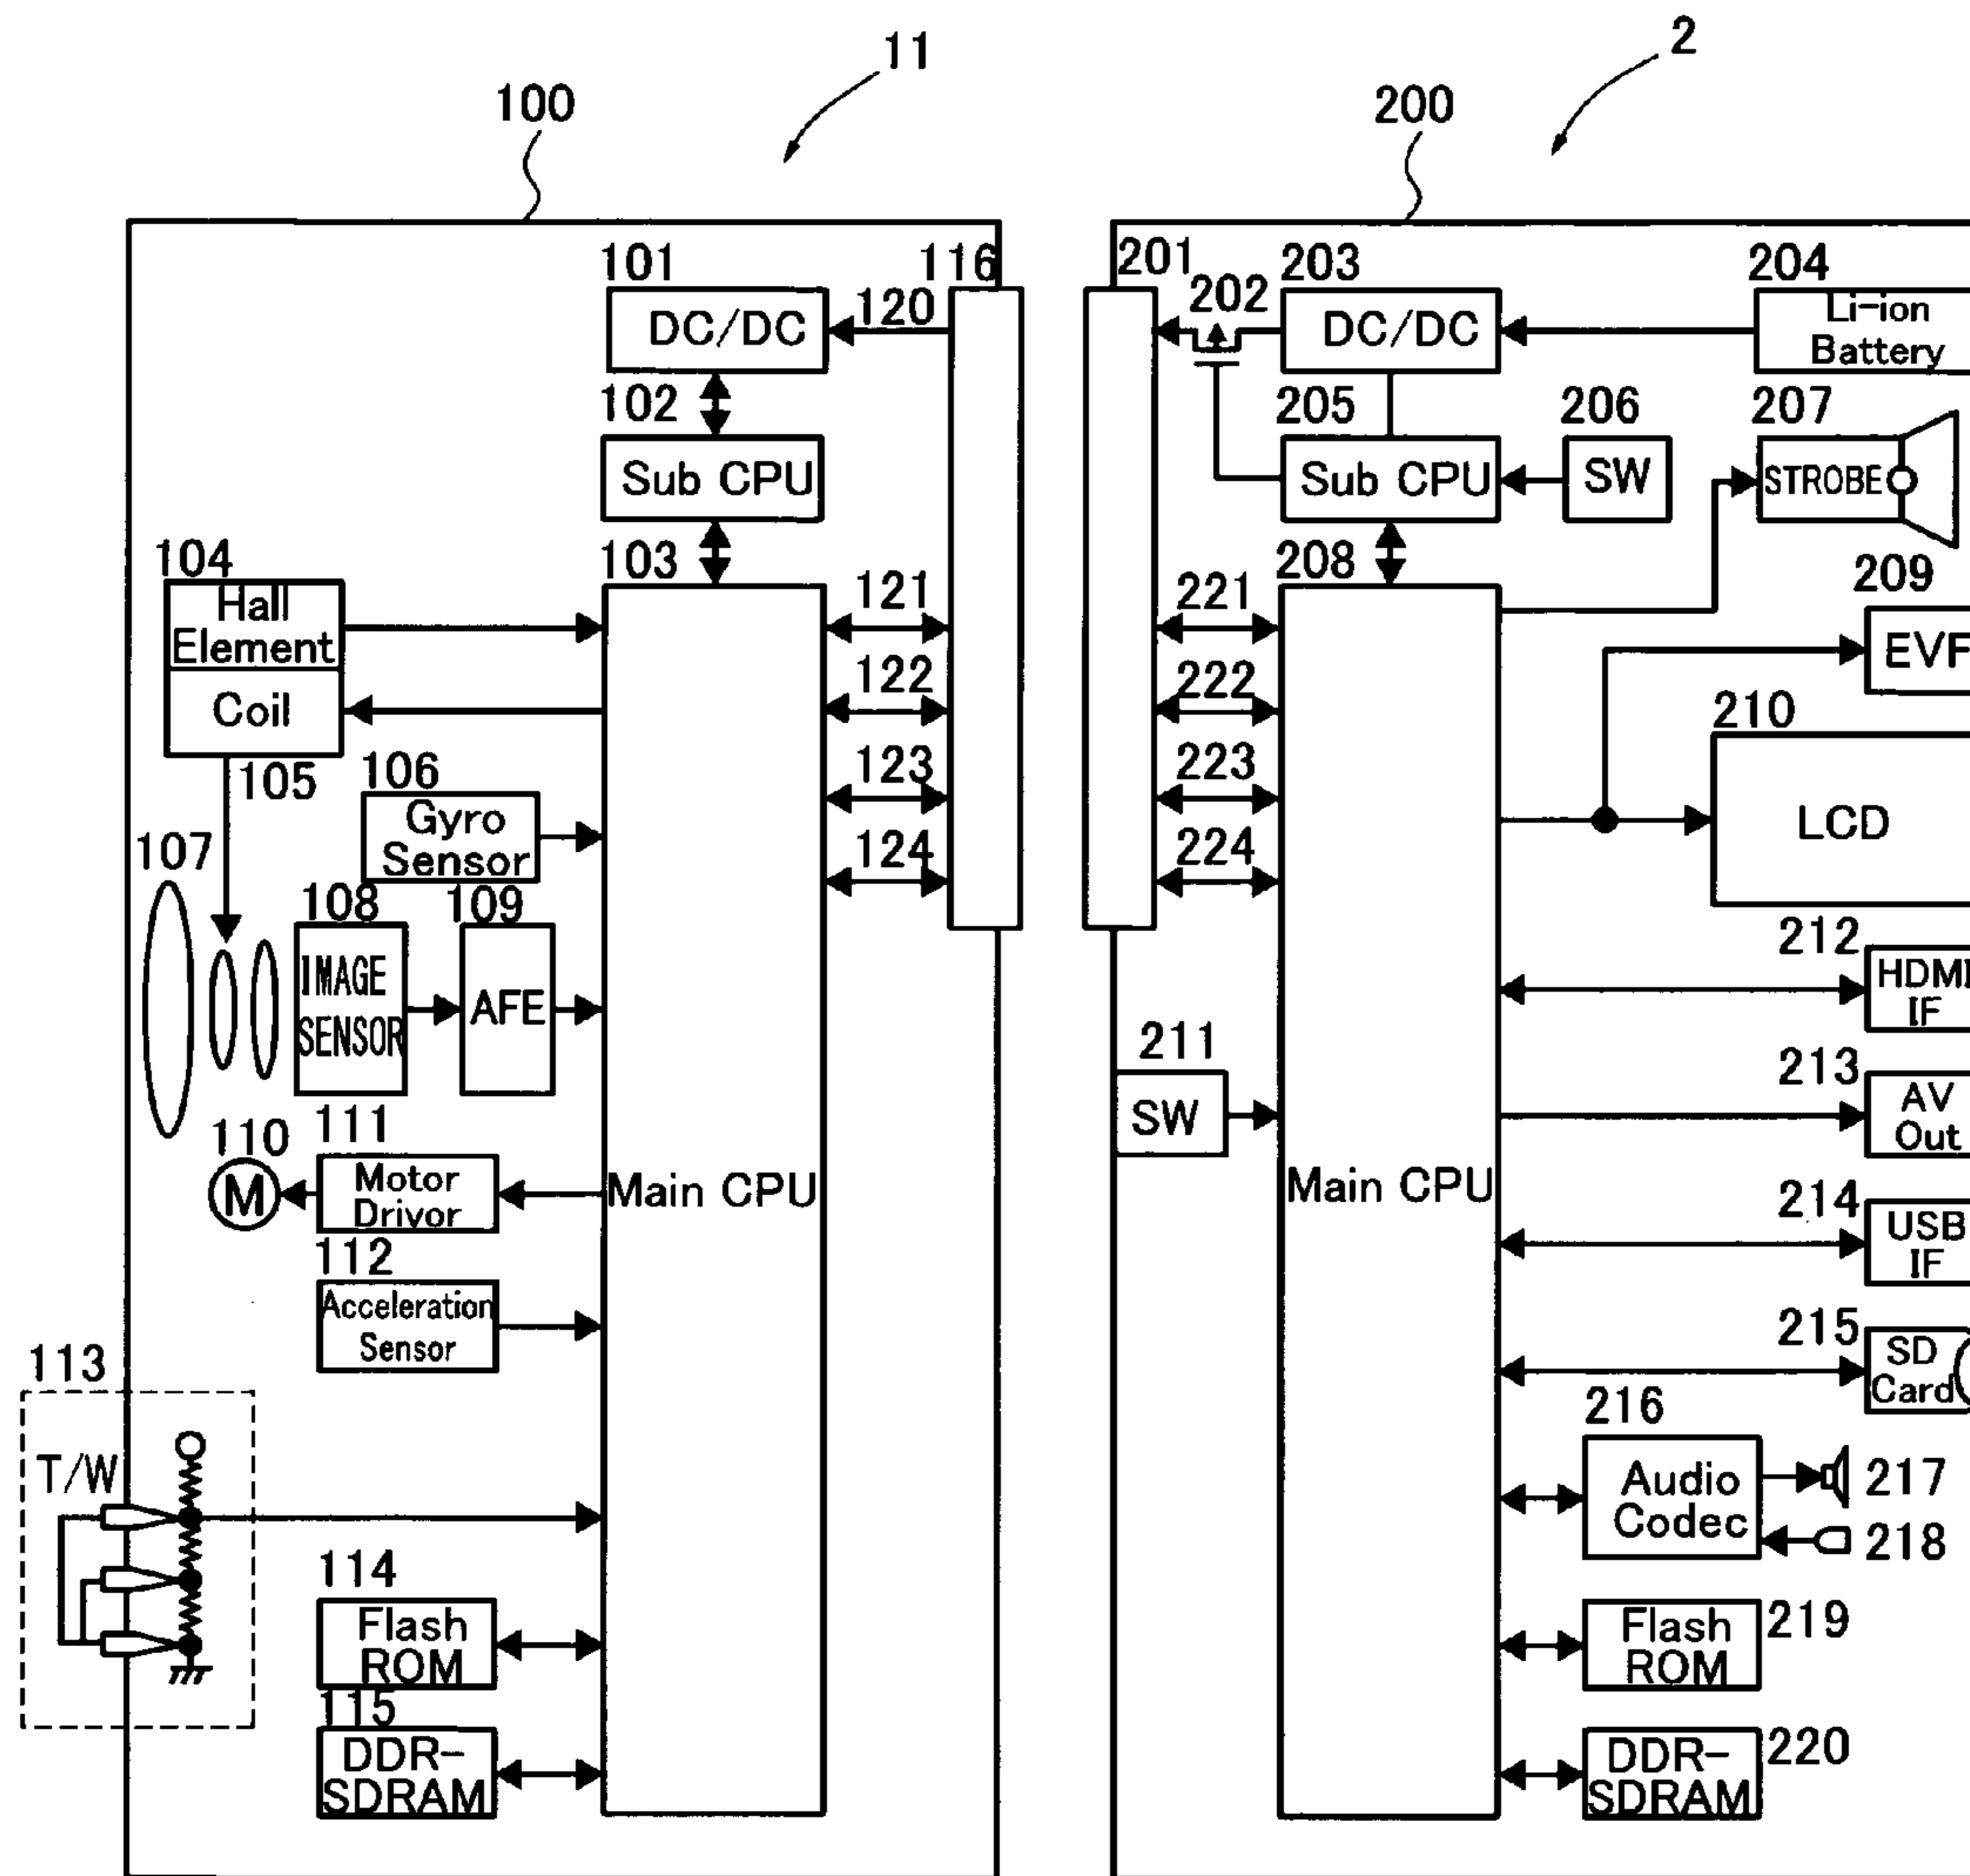 11
2
100
200
101
116
201
203
204
120
202
DC/DC
DC/DC
Li-ion
Battery
102
205
206
207
Sub CPU
Sub CPU
SW
STROBE
104
103
208
209
Hall
Element
121
221
EVF
Coil
122
222
210
105
106
123
223
Gyro
Sensor
LCD
107
124
224
108
109
212
IMAGE
SENSOR
AFE
HDMI
IF
211
213
SW
AV
Out
110
111
M
Motor
Drivor
Main CPU
Main CPU
214
USB
IF
112
Acceleration
Sensor
215
SD
Card
113
216
T/W
Audio
Codec
217
218
114
Flash
ROM
Flash
ROM
219
115
DDR-
SDRAM
DDR-
SDRAM
220